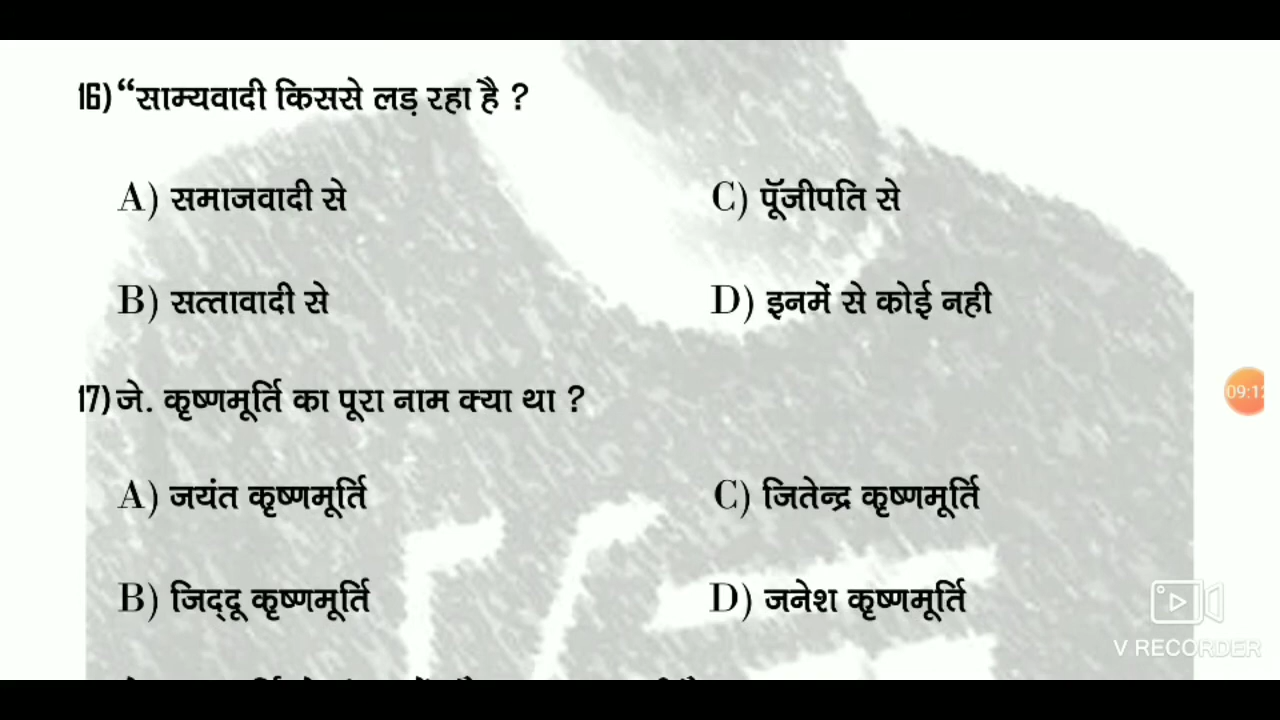 16) “साम्यवादी किससे लड़ रहा है ?
A) समाजवादी से
C) पूॅंजीपति से
B) सत्तावादी से
D) इनमें से कोई नही
17) जे. कृष्णमूर्ति का पूरा नाम क्या था ?
A) जयंत कृष्णमूर्ति
C) जितेन्द्र कृष्णमूर्ति
B) जिद्दू कृष्णमूर्ति
D) जनेश कृष्णमूर्ति
V RECORDER